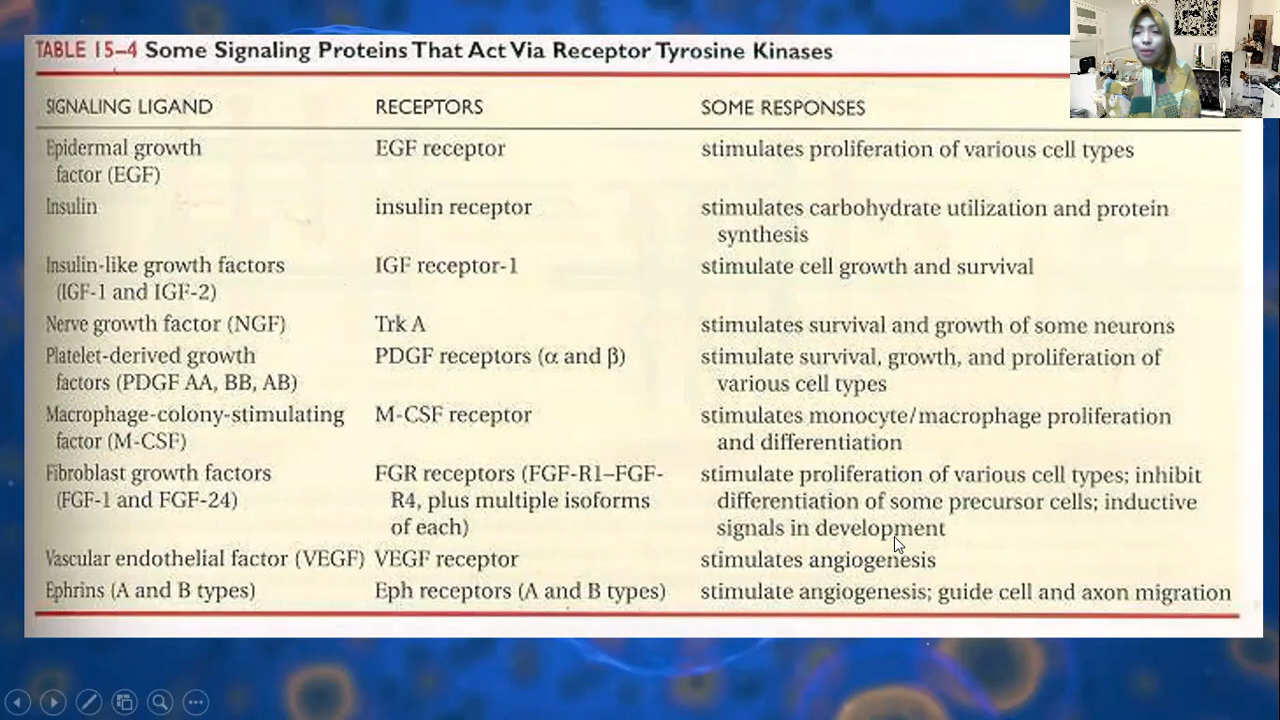 TABLE 15–4 Some Signaling Proteins That Act Via Receptor Tyrosine Kinases
SIGNALING LIGAND RECEPTORS SOME RESPONSES
Epidermal growth EGF receptor stimulates proliferation of various cell types
factor (EGF)
Insulin insulin receptor stimulates carbohydrate utilization and protein
synthesis
Insulin-like growth factors IGF receptor-1 stimulate cell growth and survival
(IGF-1 and IGF-2)
Nerve growth factor (NGF) Trk A stimulates survival and growth of some neurons
Platelet-derived growth PDGF receptors (α and β) stimulate survival, growth, and proliferation of
factors (PDGF AA, BB, AB) various cell types
Macrophage-colony-stimulating M-CSF receptor stimulates monocyte/macrophage proliferation
factor (M-CSF) and differentiation
Fibroblast growth factors FGR receptors (FGF-R1–FGF- stimulate proliferation of various cell types; inhibit
(FGF-1 and FGF-24) R4, plus multiple isoforms differentiation of some precursor cells; inductive
of each) signals in development
Vascular endothelial factor (VEGF) VEGF receptor stimulates angiogenesis
Ephrins (A and B types) Eph receptors (A and B types) stimulate angiogenesis; guide cell and axon migration